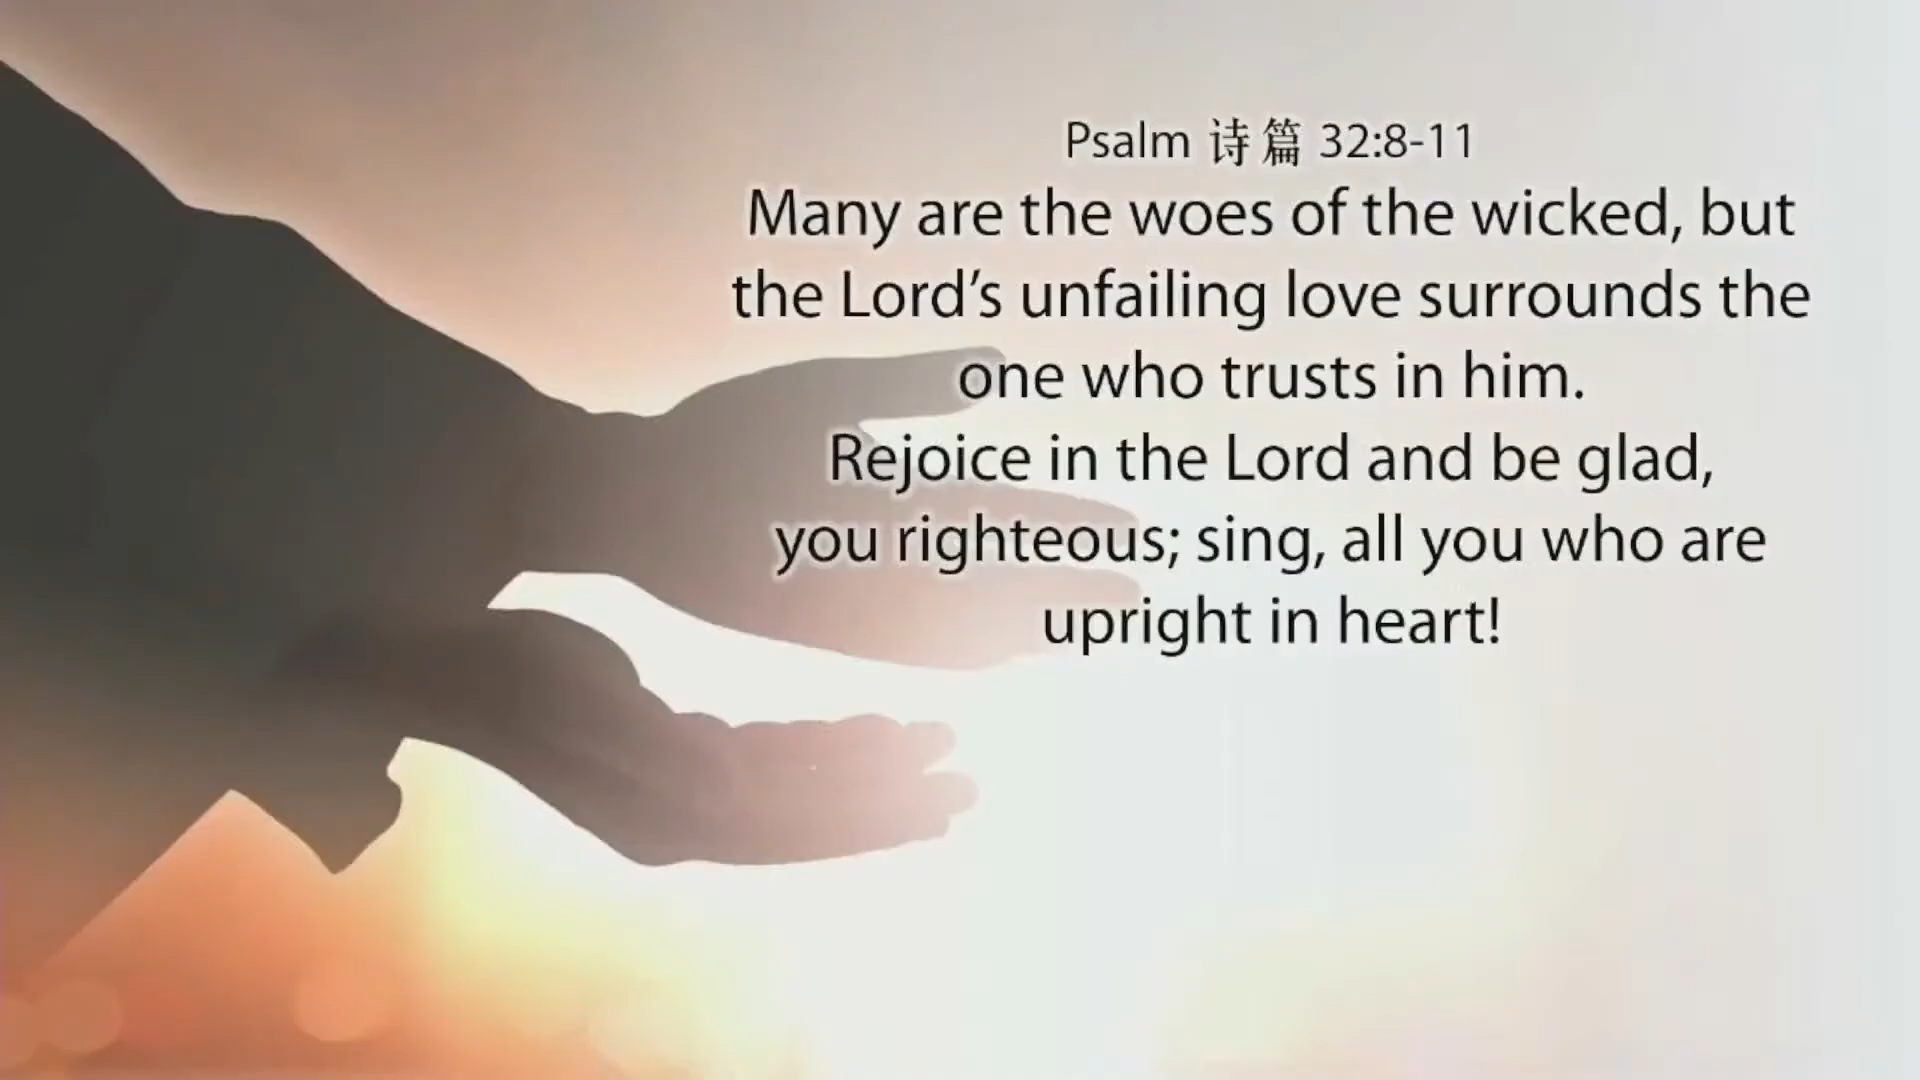 Psalm 诗篇 32:8-11
Many are the woes of the wicked, but
the Lord’s unfailing love surrounds the
one who trusts in him.
Rejoice in the Lord and be glad,
you righteous; sing, all you who are
upright in heart!